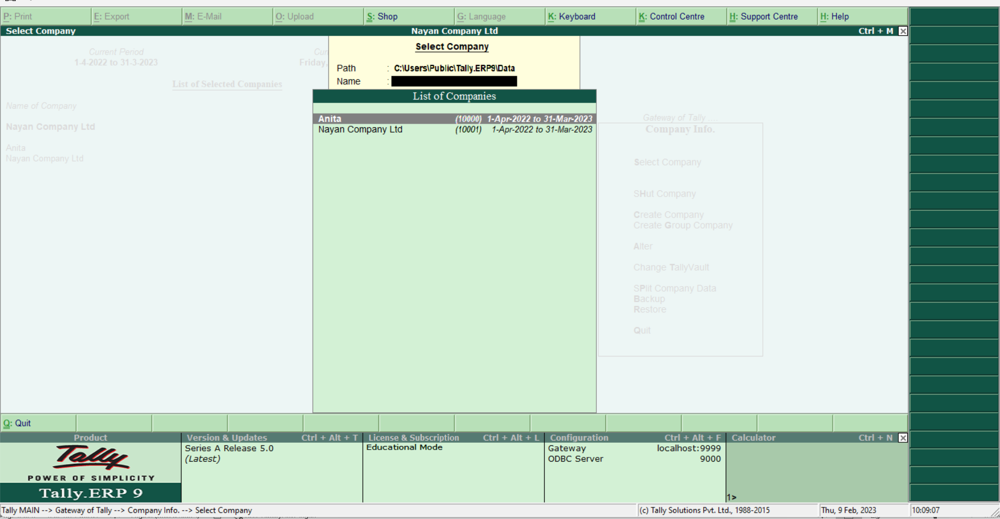 P: Print
E: Export
M: E-Mail
O: Upload
S: Shop
G: Language
K: Keyboard
K: Control Centre
H: Support Centre
H: Help
Select Company
Nayan Company Ltd
Ctrl + M
Current Period
1-4-2022 to 31-3-2023
Friday,
List of Selected Companies
Name of Company
Nayan Company Ltd
Anita
Nayan Company Ltd
Select Company
Path : C:\Users\Public\Tally.ERP9\Data
Name :
List of Companies
Anita (10000) 1-Apr-2022 to 31-Mar-2023
Nayan Company Ltd (10001) 1-Apr-2022 to 31-Mar-2023
Gateway of Tally ....
Company Info.
Select Company
SHut Company
Create Company
Create Group Company
Alter
Change TallyVault
SPlit Company Data
Backup
Restore
Quit
Q: Quit
Product
Tally
POWER OF SIMPLICITY
Tally.ERP 9
Version & Updates Ctrl + Alt + T
Series A Release 5.0
(Latest)
License & Subscription Ctrl + Alt + L
Educational Mode
Configuration Ctrl + Alt + F
Gateway localhost:9999
ODBC Server 9000
Calculator Ctrl + N
1>
Tally MAIN --> Gateway of Tally --> Company Info. --> Select Company
(c) Tally Solutions Pvt. Ltd., 1988-2015
Thu, 9 Feb, 2023
10:09:07